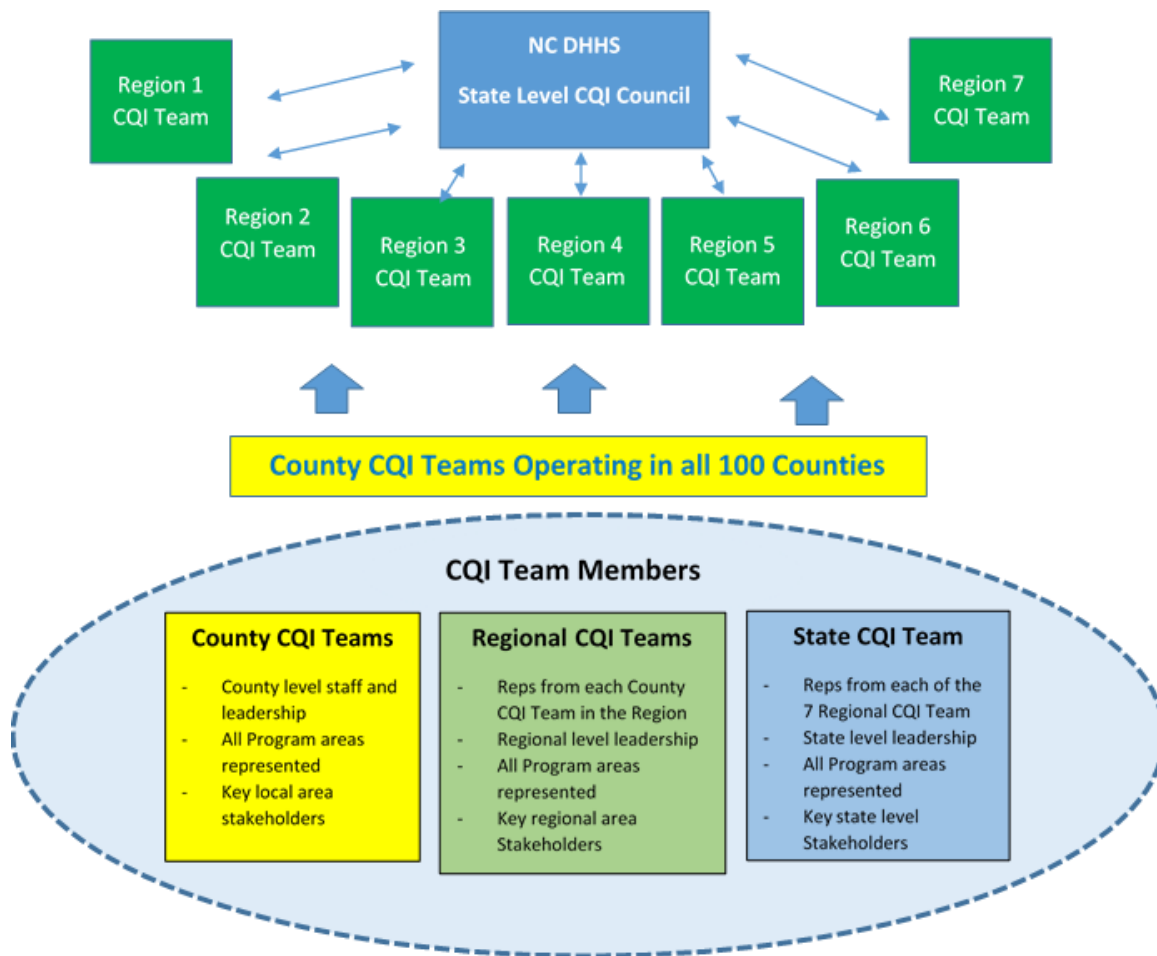 NC DHHS
State Level CQI Council
Region 1
CQI Team
Region 7
CQI Team
Region 2
CQI Team
Region 3
CQI Team
Region 4
CQI Team
Region 5
CQI Team
Region 6
CQI Team
County CQI Teams Operating in all 100 Counties
CQI Team Members
County CQI Teams
- County level staff and
leadership
- All Program areas
represented
- Key local area
stakeholders
Regional CQI Teams
- Reps from each County
CQI Team in the Region
- Regional level leadership
- All Program areas
represented
- Key regional area
Stakeholders
State CQI Team
- Reps from each of the
7 Regional CQI Team
- State level leadership
- All Program areas
represented
- Key state level
Stakeholders